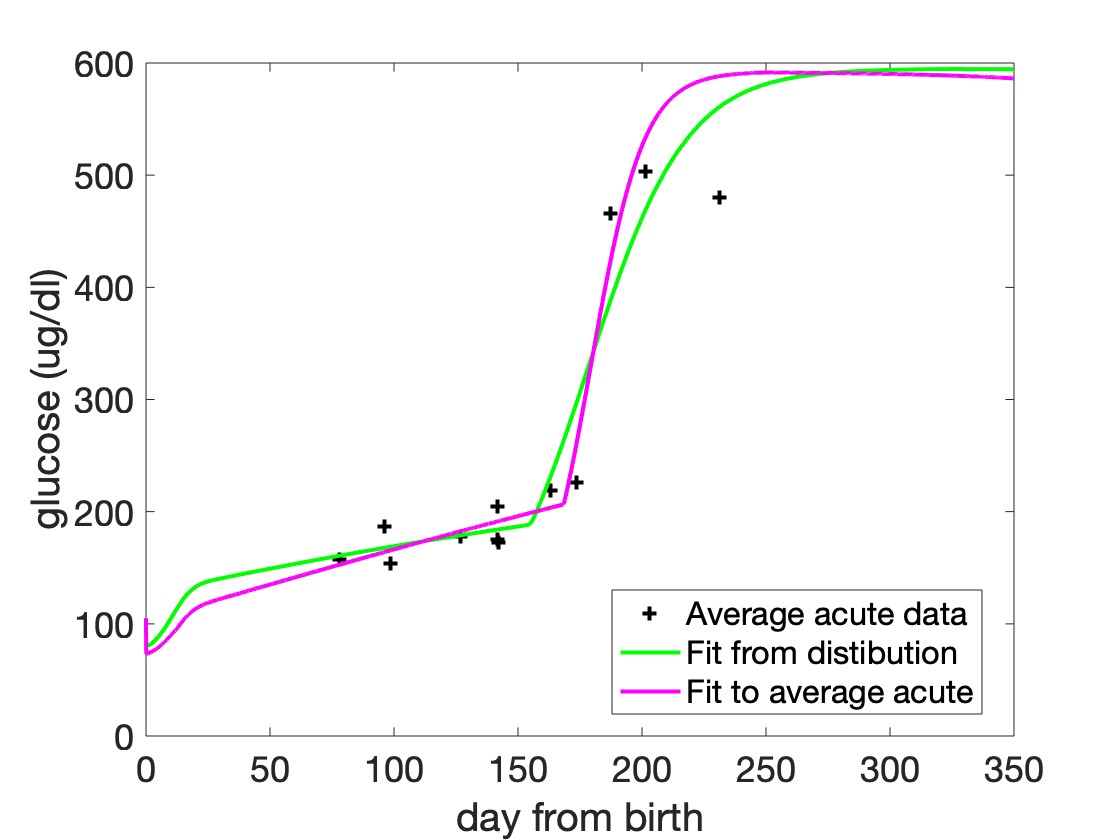 glucose (ug/dl)
600
500
400
300
200
100
0
0 50 100 150 200 250 300 350
day from birth
Average acute data
Fit from distibution
Fit to average acute